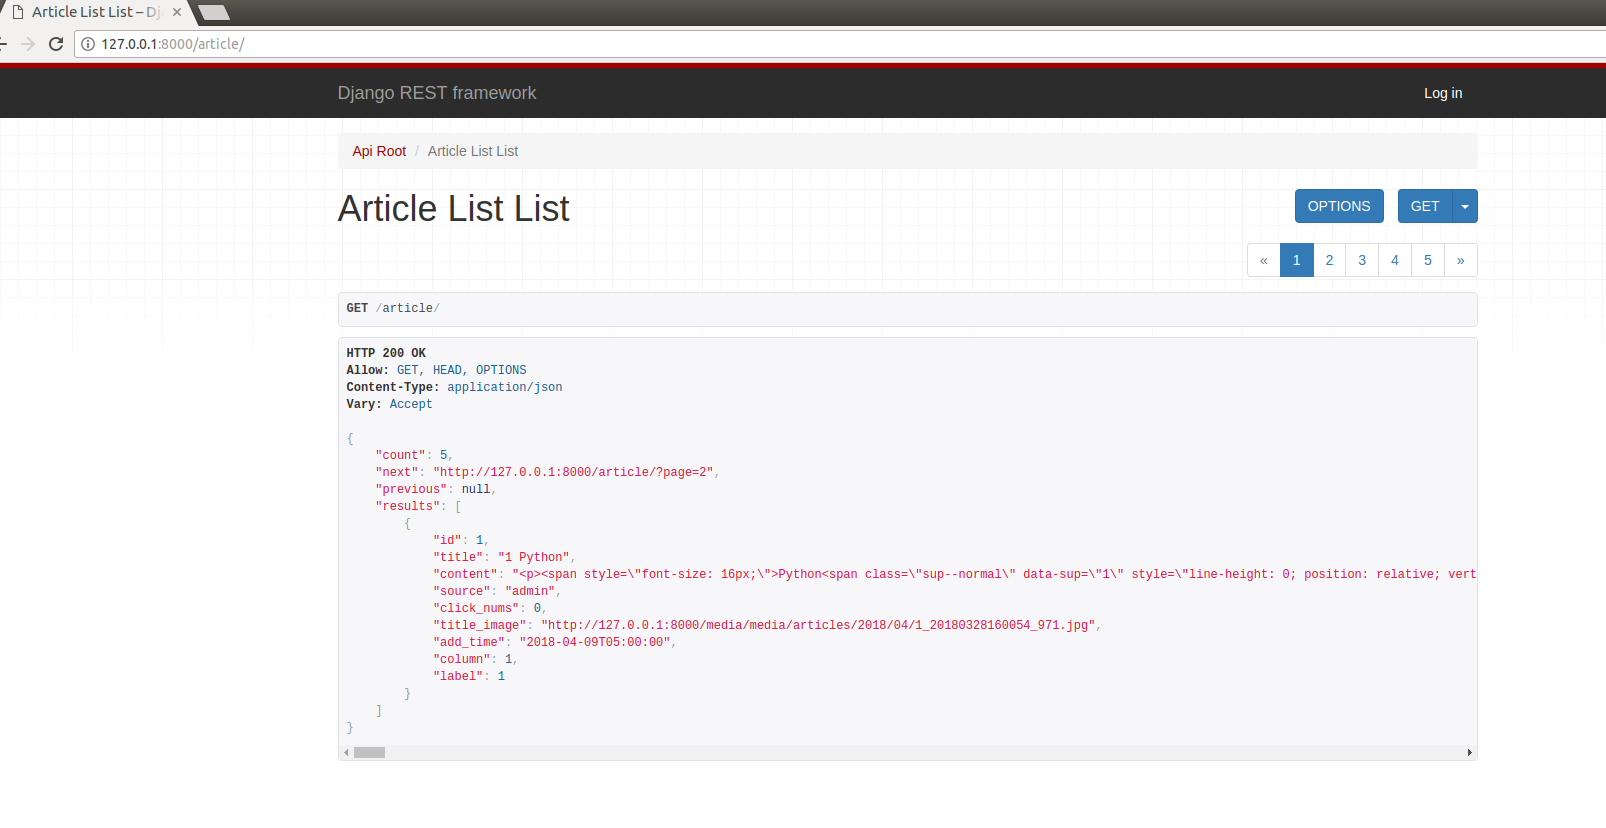 Article List List – Dj
127.0.0.1:8000/article/
Django REST framework
Log in
Api Root / Article List List
Article List List
OPTIONS
GET
« 1 2 3 4 5 »
GET /article/
HTTP 200 OK
Allow: GET, HEAD, OPTIONS
Content-Type: application/json
Vary: Accept
{
"count": 5,
"next": "http://127.0.0.1:8000/article/?page=2",
"previous": null,
"results": [
{
"id": 1,
"title": "1 Python",
"content": "<p><span style=\"font-size: 16px;\">Python<span class=\"sup--normal\" data-sup=\"1\" style=\"line-height: 0; position: relative; vert
"source": "admin",
"click_nums": 0,
"title_image": "http://127.0.0.1:8000/media/media/articles/2018/04/1_20180328160054_971.jpg",
"add_time": "2018-04-09T05:00:00",
"column": 1,
"label": 1
}
]
}